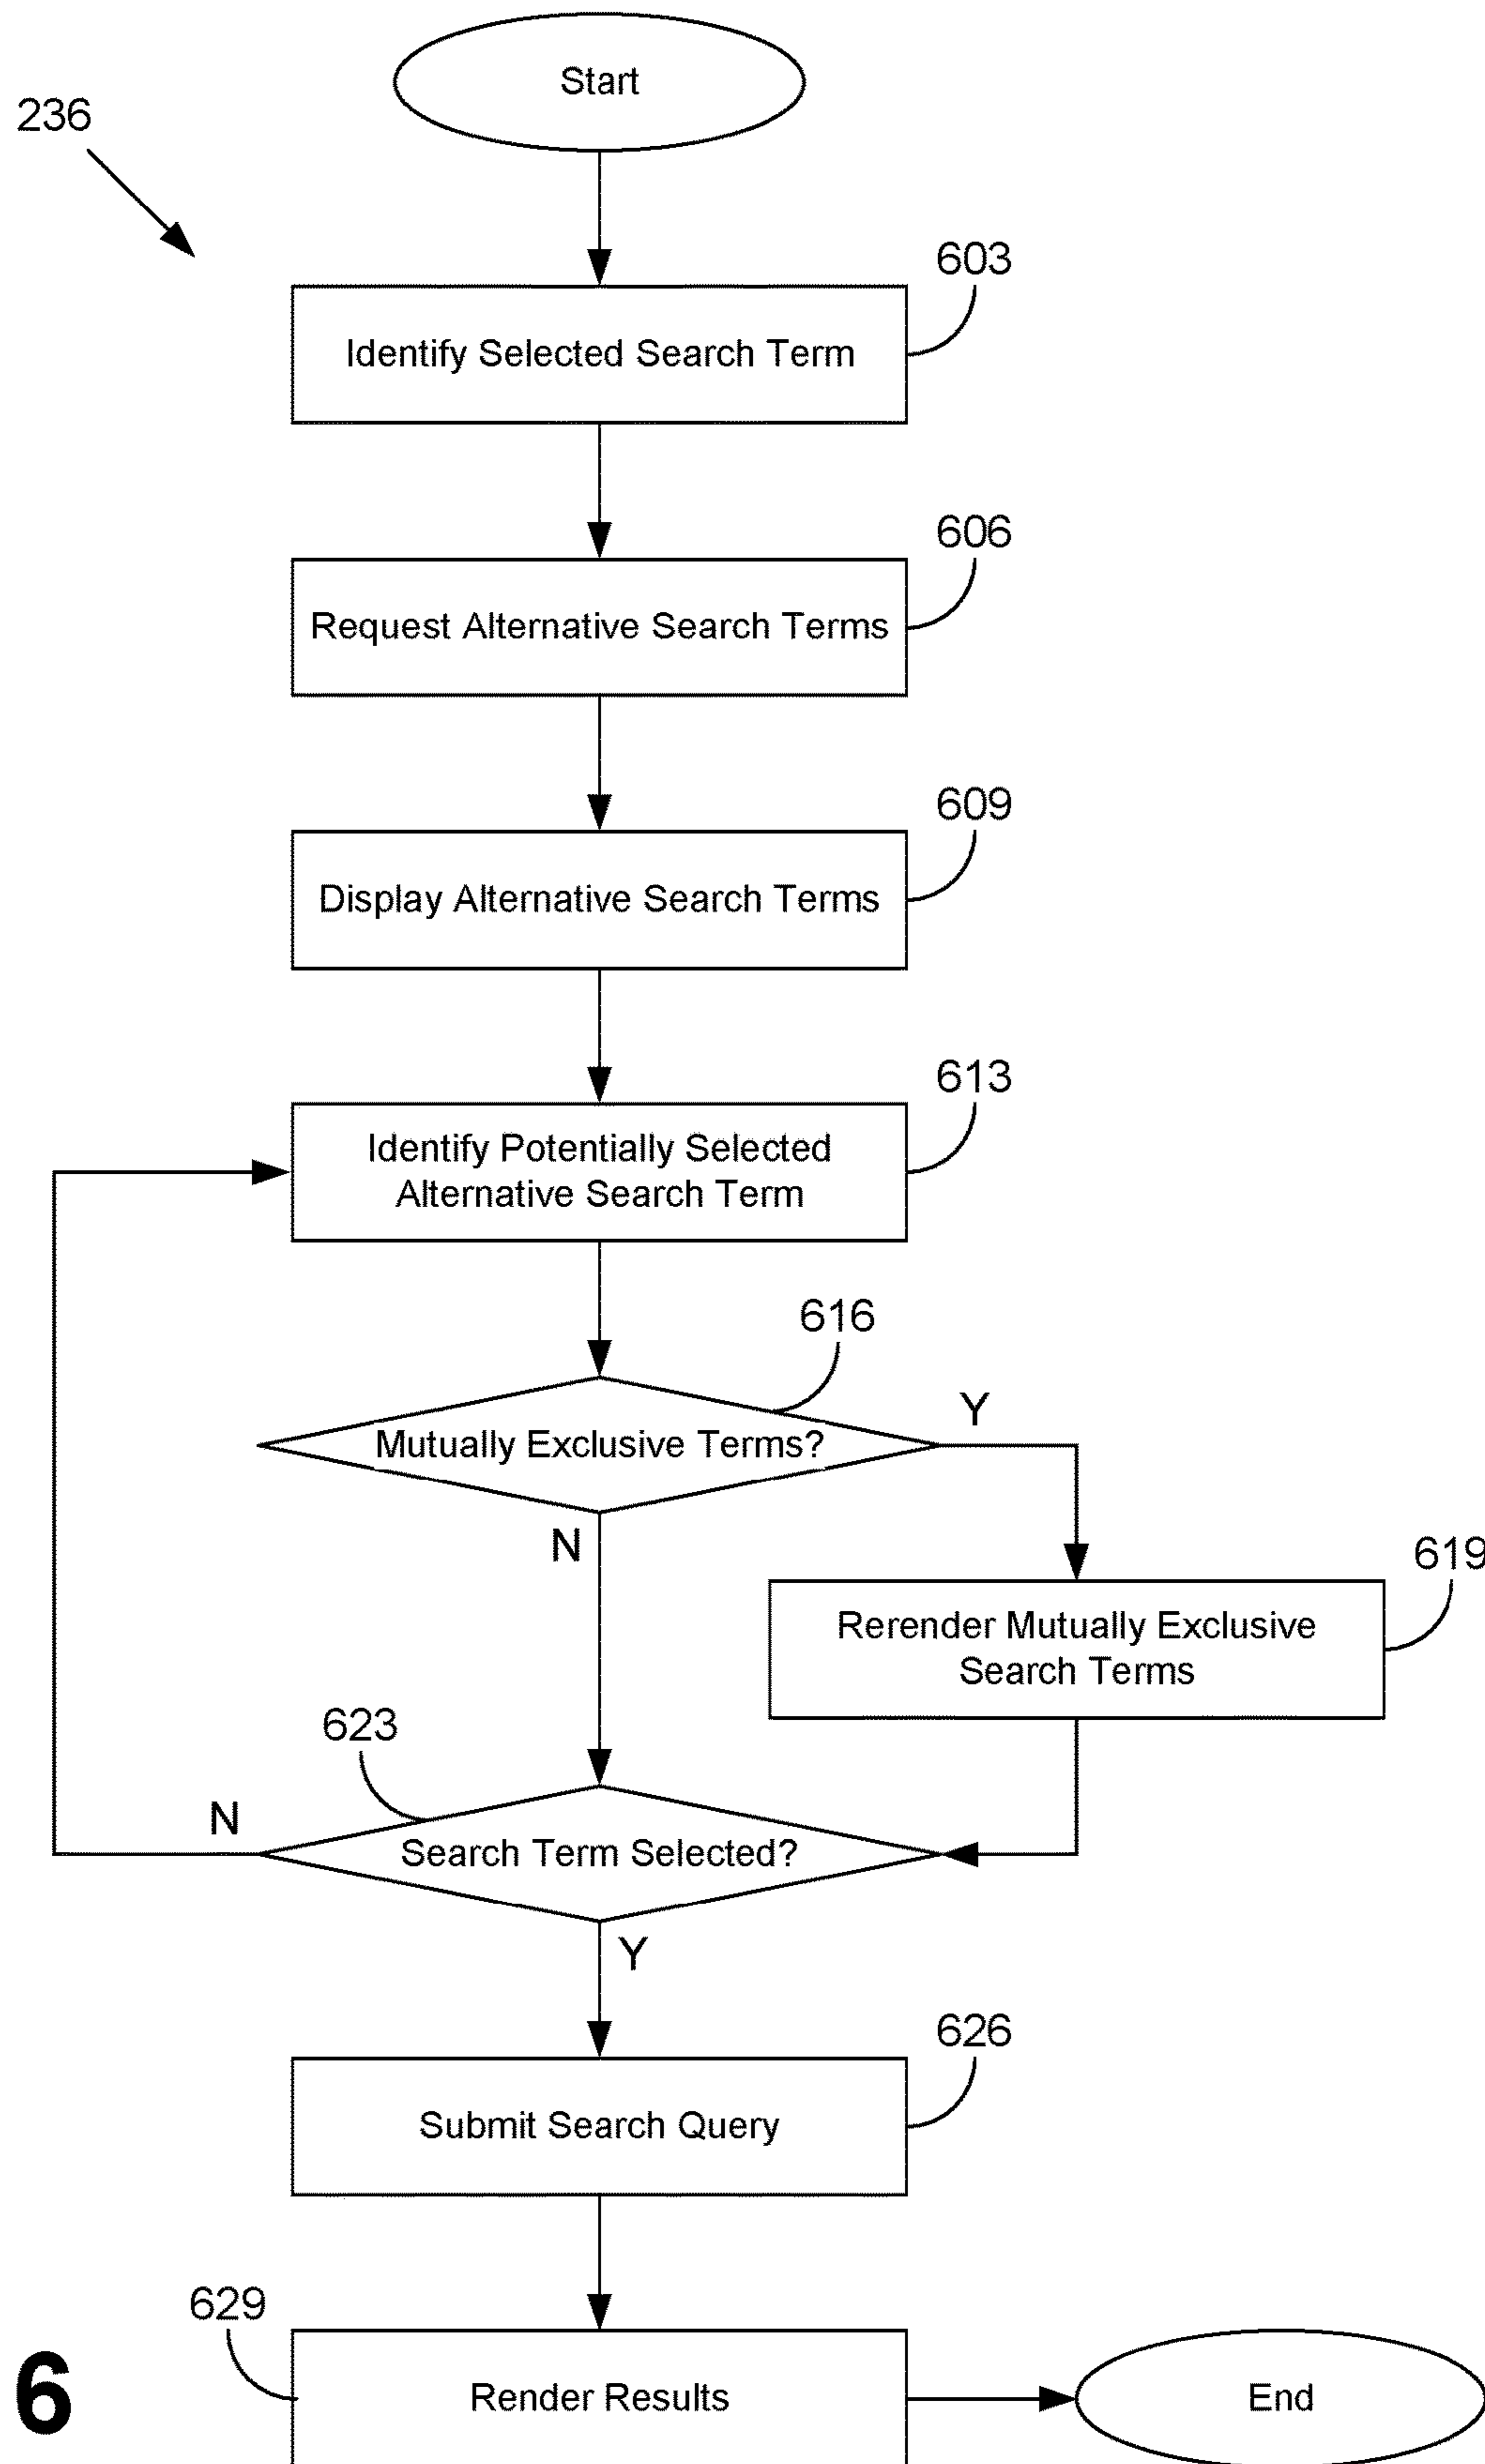 Start
236
603
Identify Selected Search Term
606
Request Alternative Search Terms
609
Display Alternative Search Terms
613
Identify Potentially Selected
Alternative Search Term
616
Mutually Exclusive Terms?
Y
N
619
Rerender Mutually Exclusive
Search Terms
623
N
Search Term Selected?
Y
626
Submit Search Query
629
Render Results
End
6